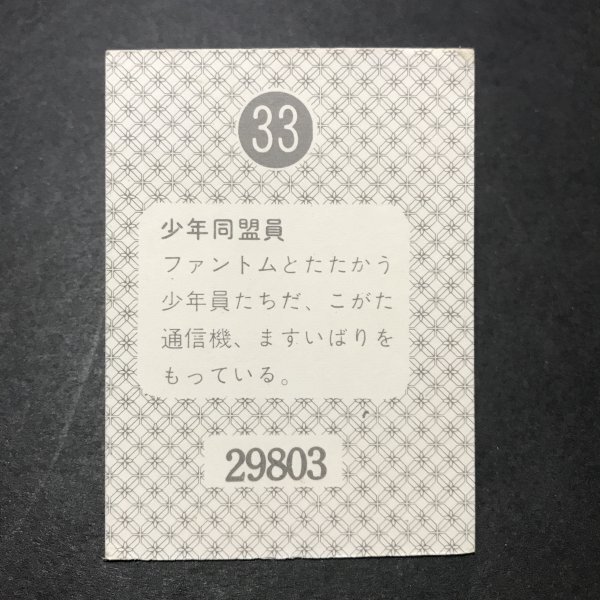 33
少年同盟員
ファントムとたたかう
少年員たちだ、こがた
通信機、ますいばりを
もっている。
29803